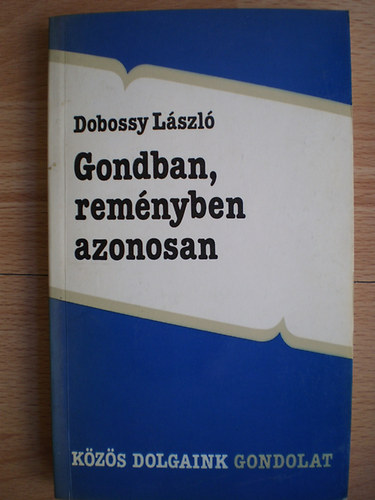 Dobossy László
Gondban,
reményben
azonosan
KÖZÖS DOLGAINK GONDOLAT